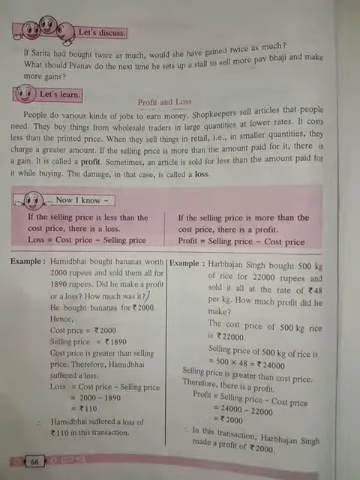 Let's discuss.
If Sarita had bought twice as much, would she have gained twice as much?
What should Pranav do the next time he sets up a stall to sell more pav bhaji and make
more gains?
Let's learn.
Profit and Loss
People do various kinds of jobs to earn money. Shopkeepers sell articles that people
need. They buy things from wholesale traders in large quantities at lower rates. It costs
less than the printed price. When they sell things in retail, i.e., in smaller quantities, they
charge a greater amount. If the selling price is more than the amount paid for it, there is
a gain. It is called a profit. Sometimes, an article is sold for less than the amount paid for
it while buying. The damage, in that case, is called a loss.
Now I know -
If the selling price is less than the
cost price, there is a loss.
Loss = Cost price - Selling price
If the selling price is more than the
cost price, there is a profit.
Profit = Selling price - Cost price
Example : Hamidbhai bought bananas worth
2000 rupees and sold them all for
1890 rupees. Did he make a profit
or a loss? How much was it?
He bought bananas for ₹2000.
Hence,
Cost price = ₹2000
Selling price = ₹1890
Cost price is greater than selling
price. Therefore, Hamidbhai
suffered a loss.
Loss = Cost price - Selling price
= 2000 - 1890
= ₹110
∴ Hamidbhai suffered a loss of
₹110 in this transaction.
Example : Harbhajan Singh bought 500 kg
of rice for 22000 rupees and
sold it all at the rate of ₹48
per kg. How much profit did he
make?
The cost price of 500 kg rice
is ₹22000.
Selling price of 500 kg of rice is
= 500 × 48 = ₹24000
Selling price is greater than cost price.
Therefore, there is a profit.
Profit = Selling price - Cost price
= 24000 - 22000
= ₹2000
∴ In this transaction, Harbhajan Singh
made a profit of ₹2000.
66